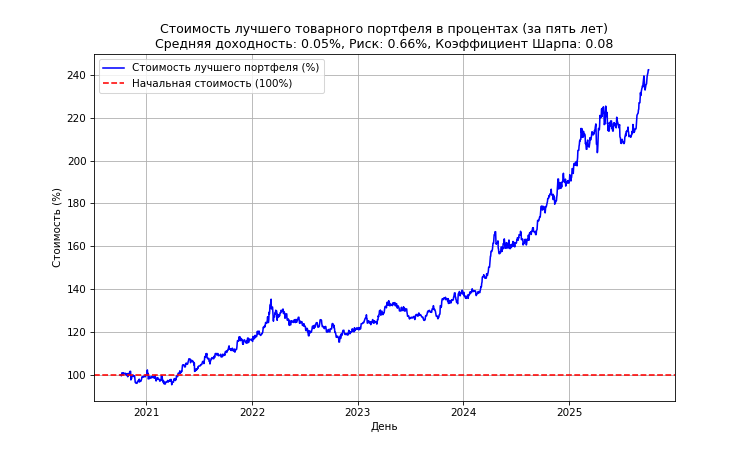 Стоимость лучшего товарного портфеля в процентах (за пять лет)
Средняя доходность: 0.05%, Риск: 0.66%, Коэффициент Шарпа: 0.08
Стоимость лучшего портфеля (%)
Начальная стоимость (100%)
Стоимость (%)
240
220
200
180
160
140
120
100
2021
2022
2023
2024
2025
День